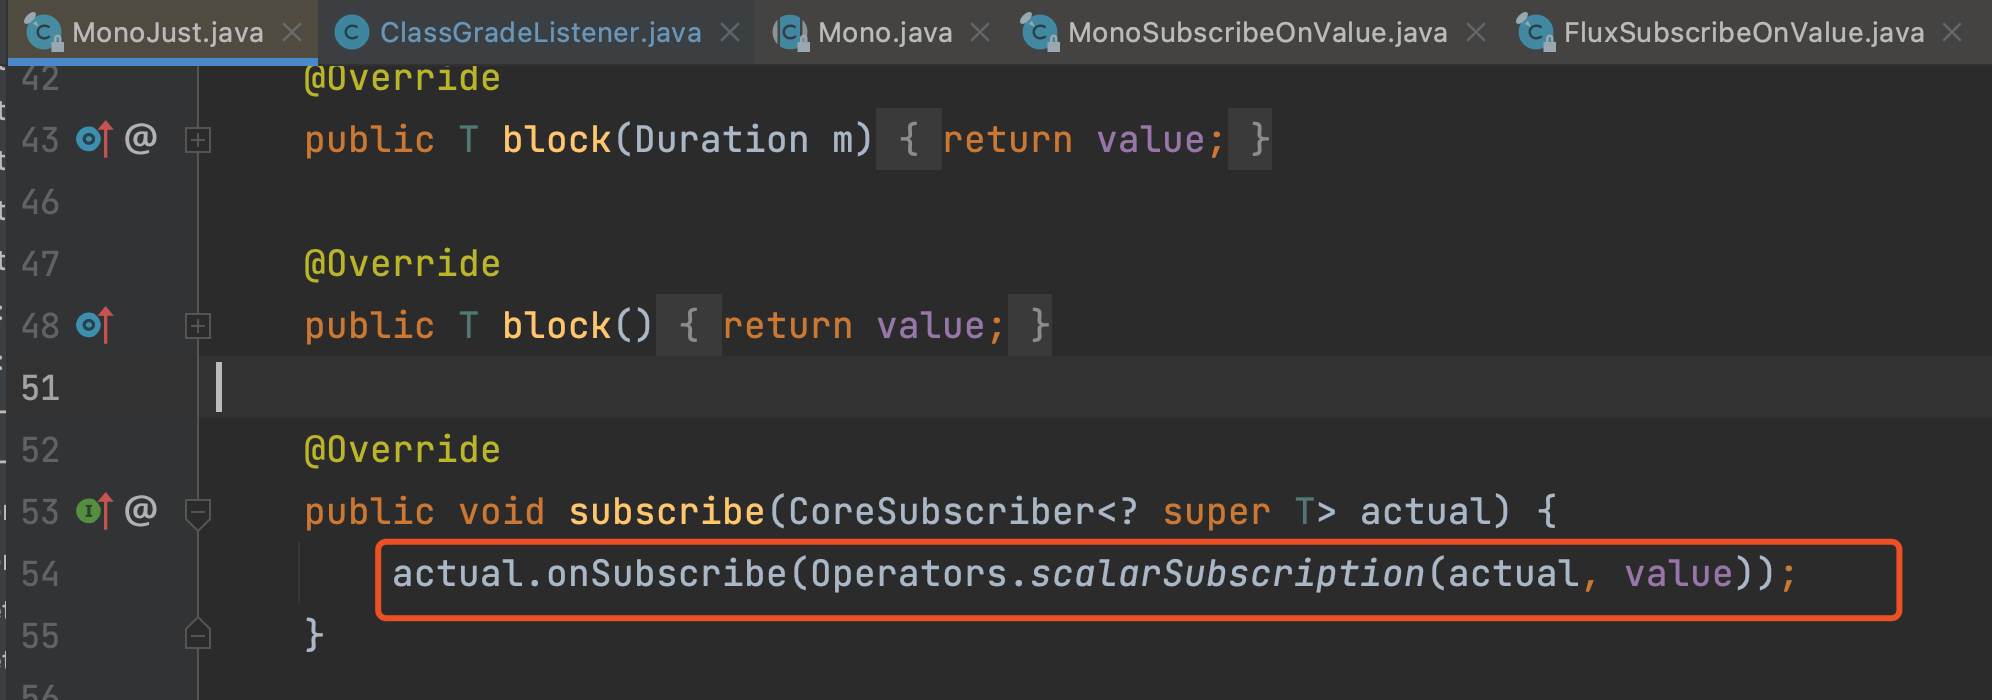 MonoJust.java ClassGradeListener.java Mono.java MonoSubscribeOnValue.java FluxSubscribeOnValue.java
42 @Override
43 @ public T block(Duration m) { return value; }
46
47 @Override
48 public T block() { return value; }
51
52 @Override
53 @ public void subscribe(CoreSubscriber<? super T> actual) {
54 actual.onSubscribe(Operators.scalarSubscription(actual, value));
55 }
56